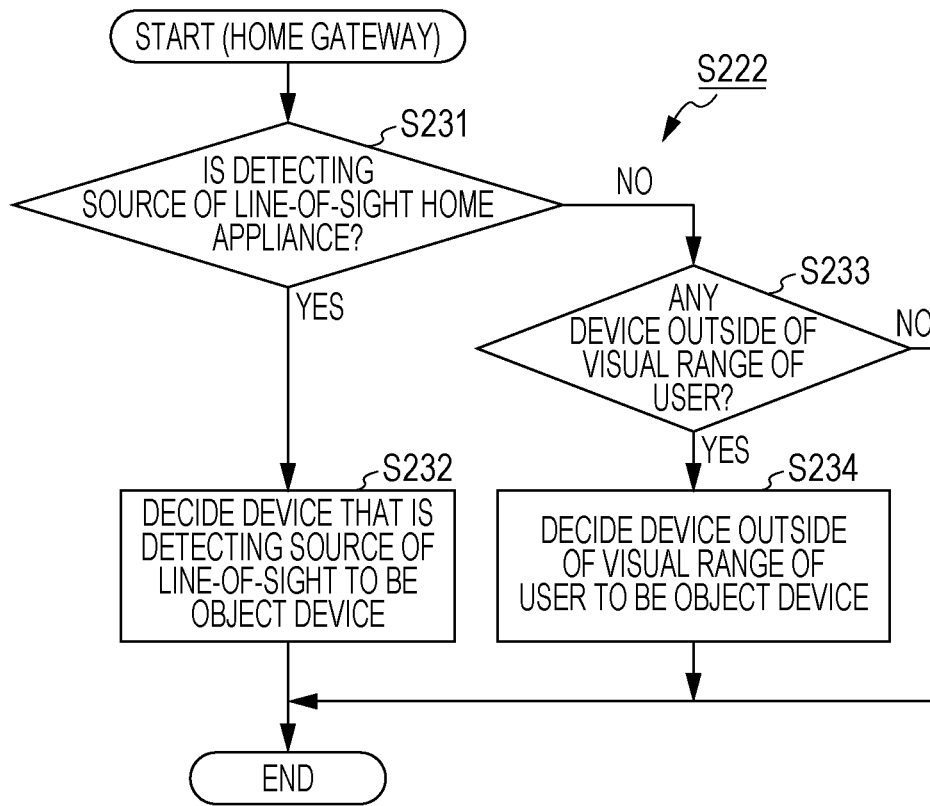 START (HOME GATEWAY)
S222
S231
IS DETECTING
SOURCE OF LINE-OF-SIGHT HOME
APPLIANCE?
NO
YES
S233
ANY
DEVICE OUTSIDE OF
VISUAL RANGE OF
USER?
NO
YES
S232
DECIDE DEVICE THAT IS
DETECTING SOURCE OF
LINE-OF-SIGHT TO BE
OBJECT DEVICE
S234
DECIDE DEVICE OUTSIDE
OF VISUAL RANGE OF
USER TO BE OBJECT DEVICE
END